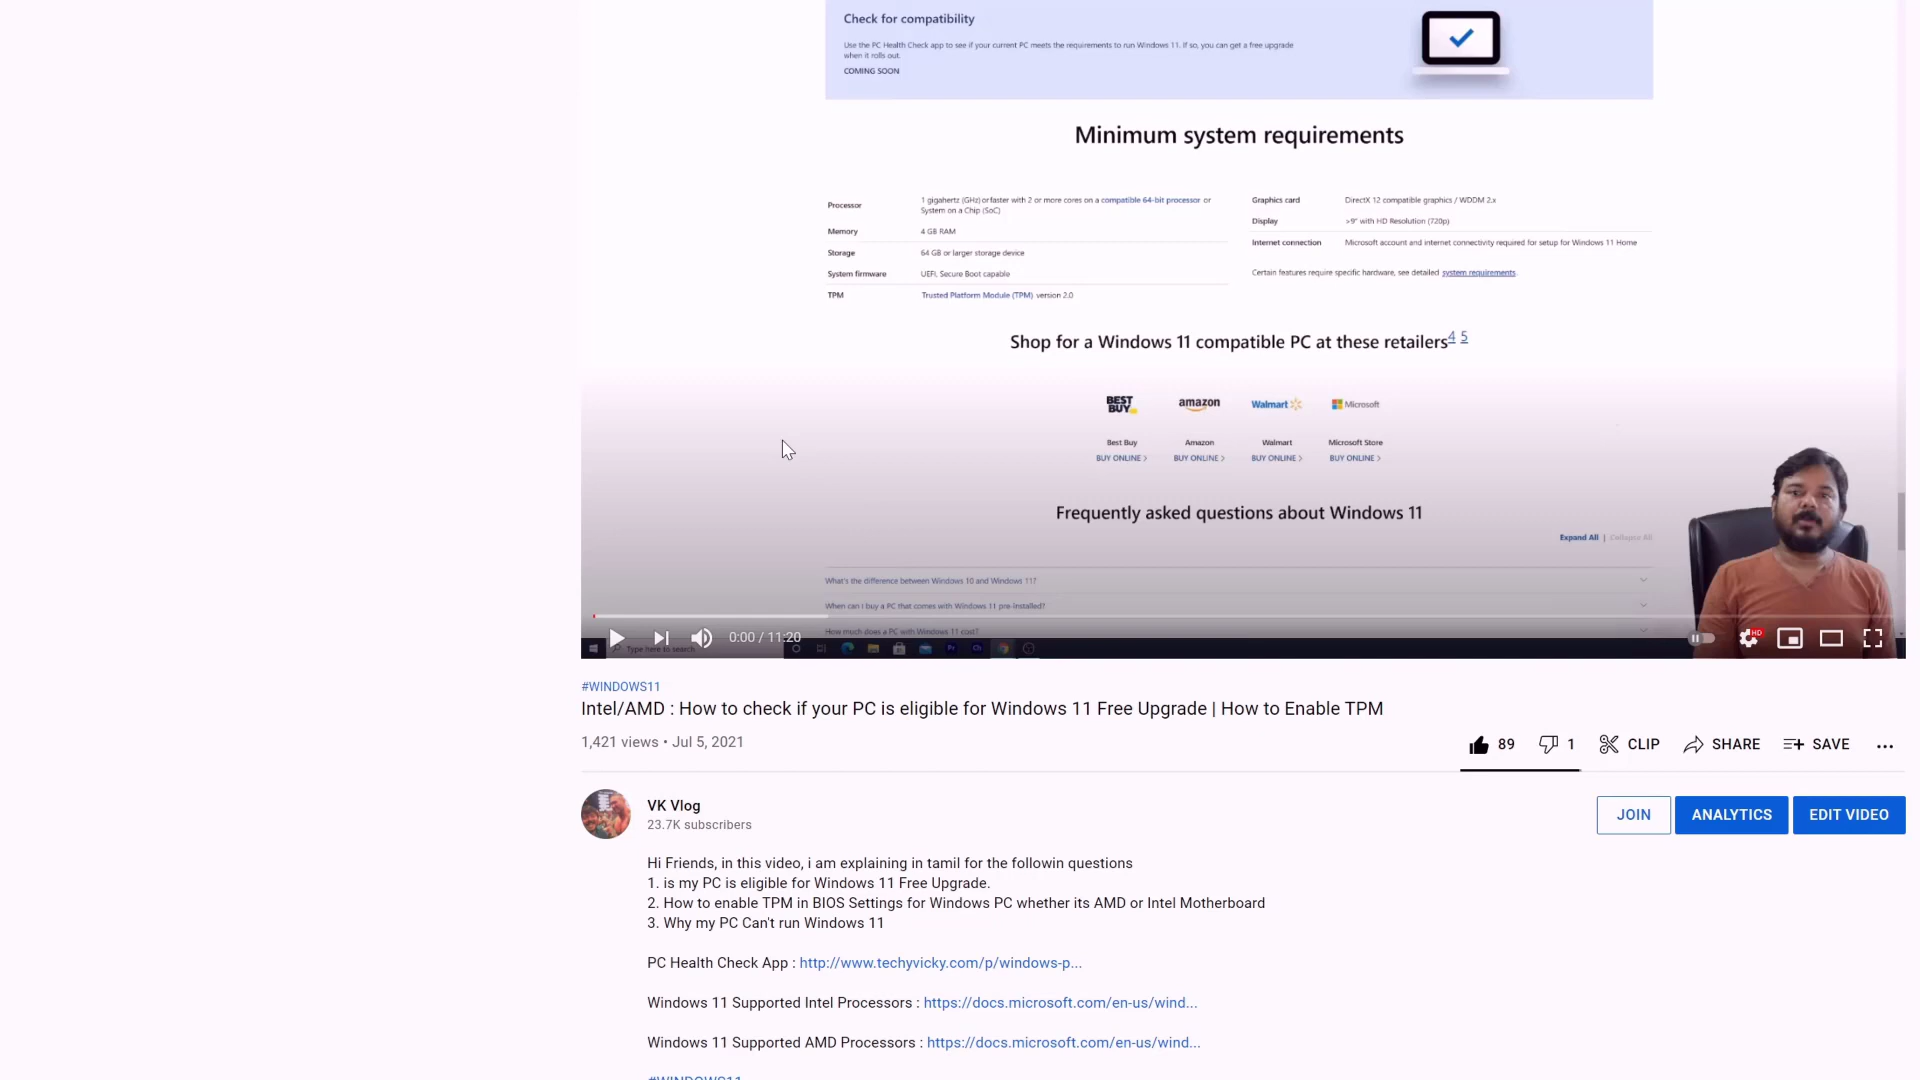 Check for compatibility
Use the PC Health Check app to see if your current PC meets the requirements to run Windows 11. If so, you can get a free upgrade
when it rolls out.
COMING SOON
Minimum system requirements
Processor
1 gigahertz (GHz) or faster with 2 or more cores on a compatible 64-bit processor or
System on a Chip (SoC)
Memory
4 GB RAM
Storage
64 GB or larger storage device
System firmware
UEFI, Secure Boot capable
TPM
Trusted Platform Module (TPM) version 2.0
Graphics card
DirectX 12 compatible graphics / WDDM 2.x
Display
>9" with HD Resolution (720p)
Internet connection
Microsoft account and internet connectivity required for setup for Windows 11 Home
Certain features require specific hardware, see detailed system requirements
Shop for a Windows 11 compatible PC at these retailers4 5
BEST BUY
amazon
Walmart
Microsoft
Best Buy
Amazon
Walmart
Microsoft Store
BUY ONLINE >
BUY ONLINE >
BUY ONLINE >
BUY ONLINE >
Frequently asked questions about Windows 11
Expand All | Collapse All
What's the difference between Windows 10 and Windows 11?
When can I buy a PC that comes with Windows 11 pre-installed?
How much does a PC with Windows 11 cost?
0:00 / 11:20
HD
Type here to search
#WINDOWS11
Intel/AMD : How to check if your PC is eligible for Windows 11 Free Upgrade | How to Enable TPM
1,421 views • Jul 5, 2021
89
1
CLIP
SHARE
SAVE
VK Vlog
23.7K subscribers
JOIN
ANALYTICS
EDIT VIDEO
Hi Friends, in this video, i am explaining in tamil for the followin questions
1. is my PC is eligible for Windows 11 Free Upgrade.
2. How to enable TPM in BIOS Settings for Windows PC whether its AMD or Intel Motherboard
3. Why my PC Can't run Windows 11
PC Health Check App : http://www.techyvicky.com/p/windows-p...
Windows 11 Supported Intel Processors : https://docs.microsoft.com/en-us/wind...
Windows 11 Supported AMD Processors : https://docs.microsoft.com/en-us/wind...
#WINDOWS11